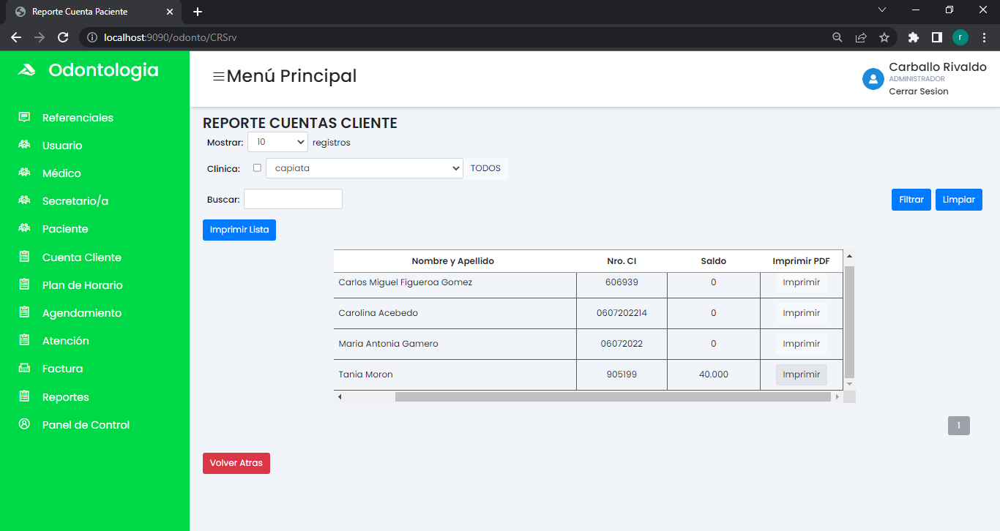 Reporte Cuenta Paciente
localhost:9090/odonto/CRSrv
r
Odontologia
Menú Principal
Carballo Rivaldo
ADMINISTRADOR
Cerrar Sesion
Referenciales
Usuario
Médico
Secretario/a
Paciente
Cuenta Cliente
Plan de Horario
Agendamiento
Atención
Factura
Reportes
Panel de Control
REPORTE CUENTAS CLIENTE
Mostrar: 10 registros
Clinica: capiata TODOS
Buscar: Filtrar Limpiar
Imprimir Lista
Nombre y Apellido Nro. CI Saldo Imprimir PDF
Carlos Miguel Figueroa Gomez 606939 0 Imprimir
Carolina Acebedo 0607202214 0 Imprimir
Maria Antonia Gamero 06072022 0 Imprimir
Tania Moron 905199 40.000 Imprimir
1
Volver Atras